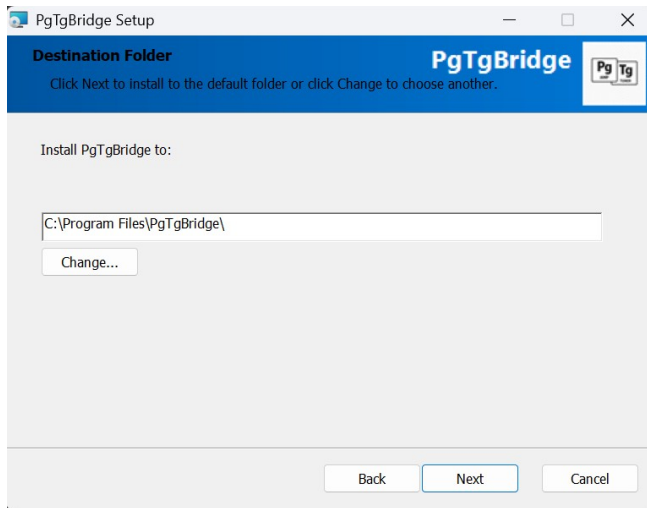 PgTgBridge Setup
Destination Folder
PgTgBridge
Pg Tg
Click Next to install to the default folder or click Change to choose another.
Install PgTgBridge to:
C:\Program Files\PgTgBridge\
Change...
Back
Next
Cancel